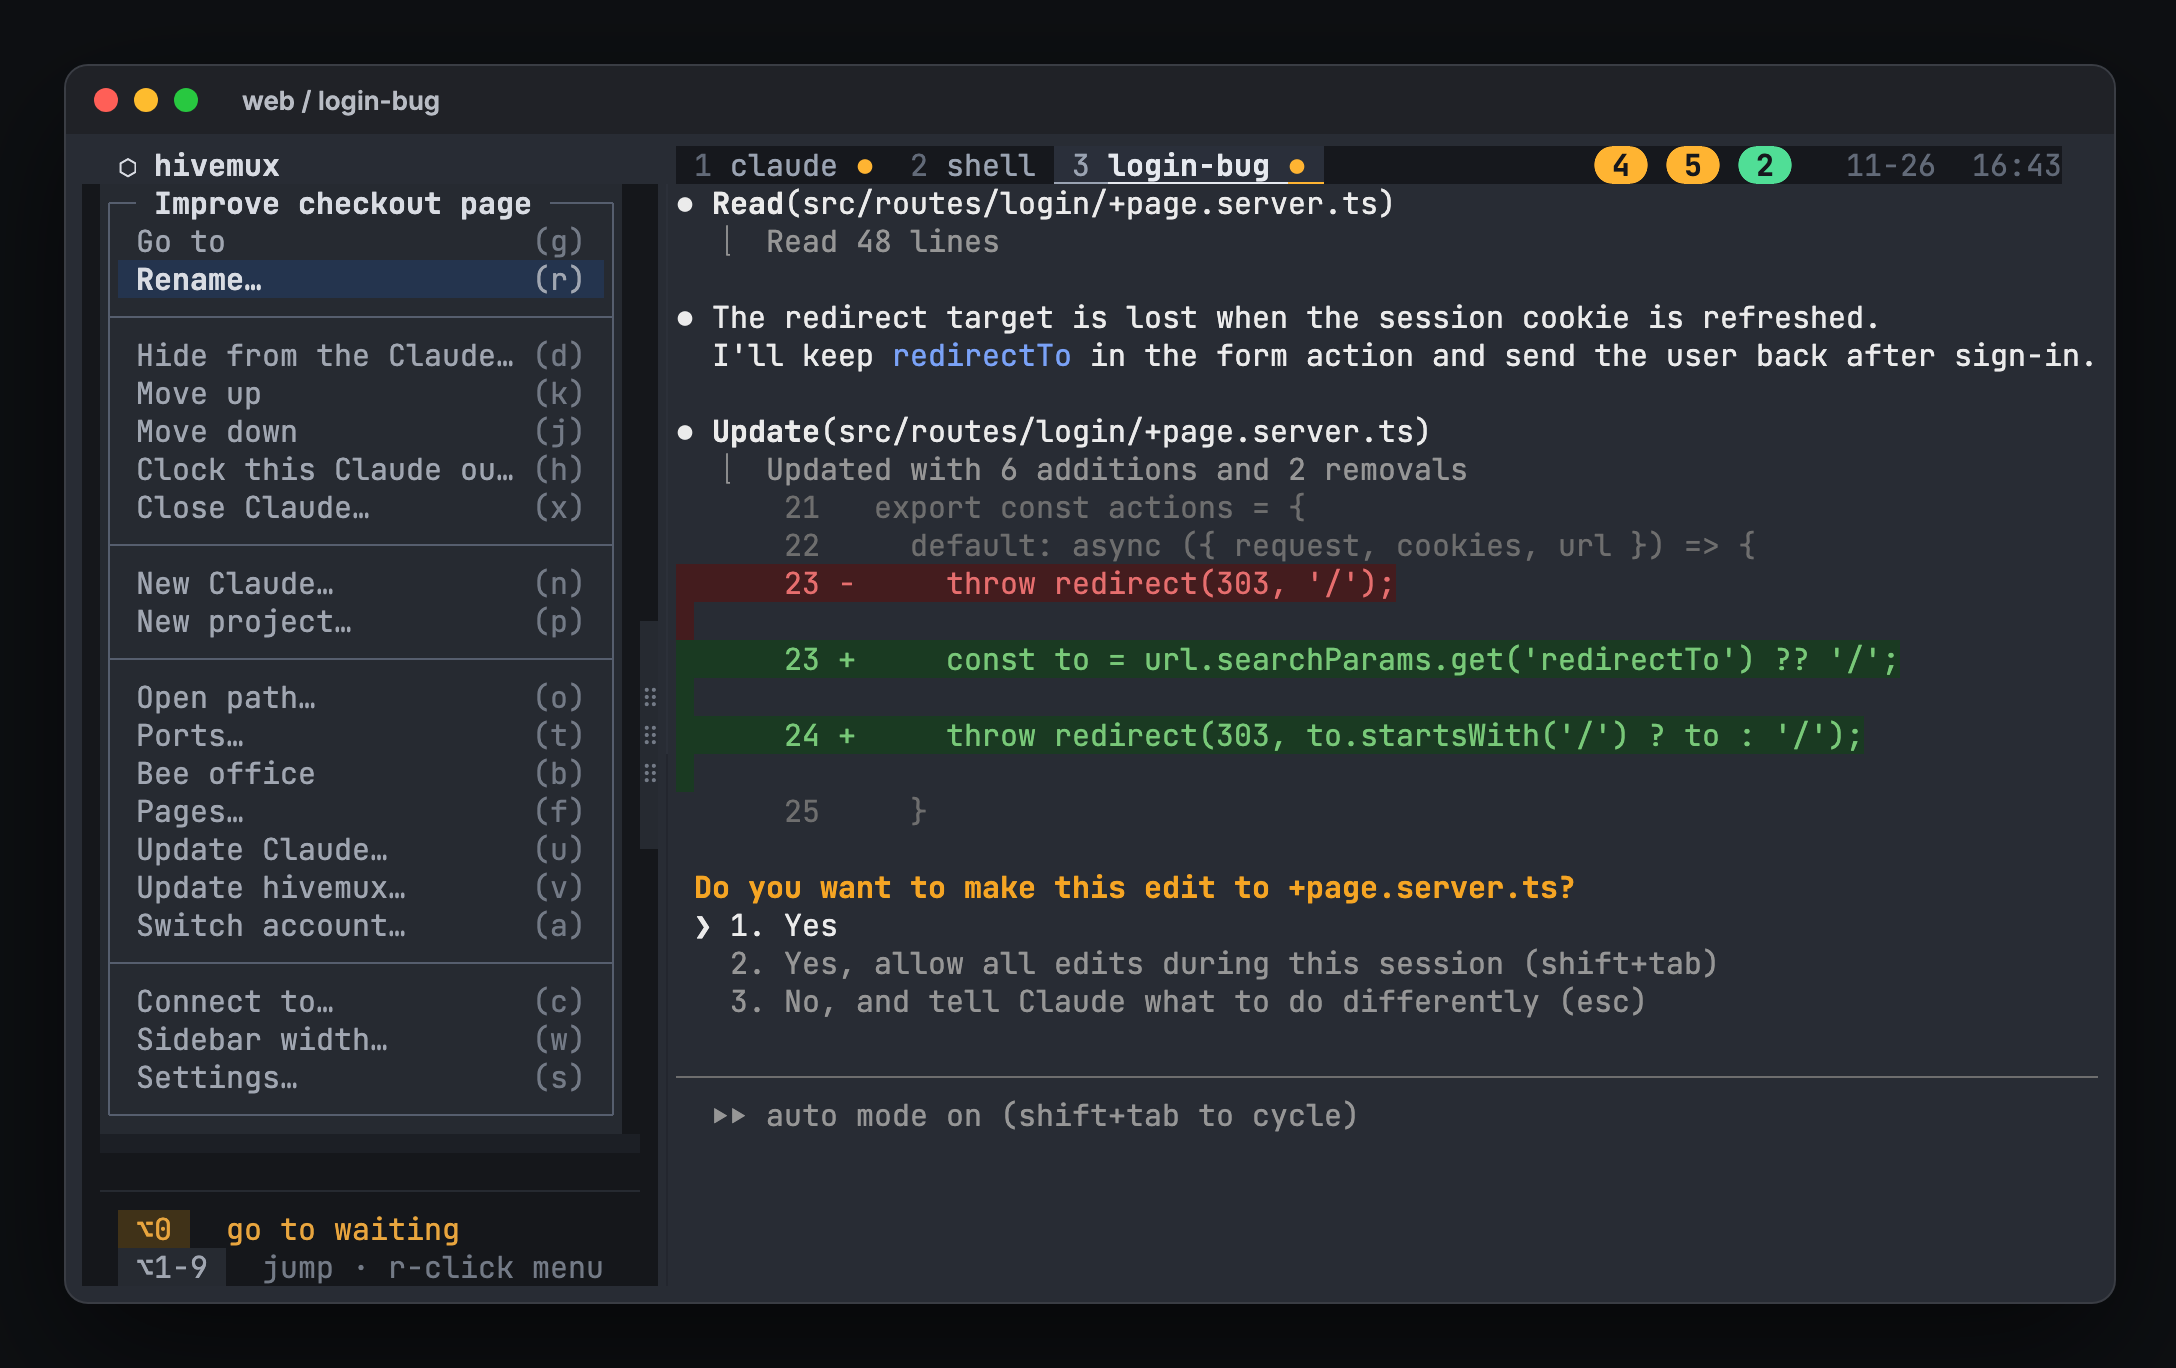 web / login-bug
⬡ hivemux
Improve checkout page
Go to (g)
Rename… (r)
Hide from the Claude… (d)
Move up (k)
Move down (j)
Clock this Claude ou… (h)
Close Claude… (x)
New Claude… (n)
New project… (p)
Open path… (o)
Ports… (t)
Bee office (b)
Pages… (f)
Update Claude… (u)
Update hivemux… (v)
Switch account… (a)
Connect to… (c)
Sidebar width… (w)
Settings… (s)
⌥0 go to waiting
⌥1-9 jump · r-click menu
1 claude ● 2 shell 3 login-bug ● 4 5 2 11-26 16:43
● Read(src/routes/login/+page.server.ts)
⎿ Read 48 lines
● The redirect target is lost when the session cookie is refreshed.
I'll keep redirectTo in the form action and send the user back after sign-in.
● Update(src/routes/login/+page.server.ts)
⎿ Updated with 6 additions and 2 removals
21 export const actions = {
22 default: async ({ request, cookies, url }) => {
23 - throw redirect(303, '/');
23 + const to = url.searchParams.get('redirectTo') ?? '/';
24 + throw redirect(303, to.startsWith('/') ? to : '/');
25 }
Do you want to make this edit to +page.server.ts?
❯ 1. Yes
2. Yes, allow all edits during this session (shift+tab)
3. No, and tell Claude what to do differently (esc)
▶▶ auto mode on (shift+tab to cycle)